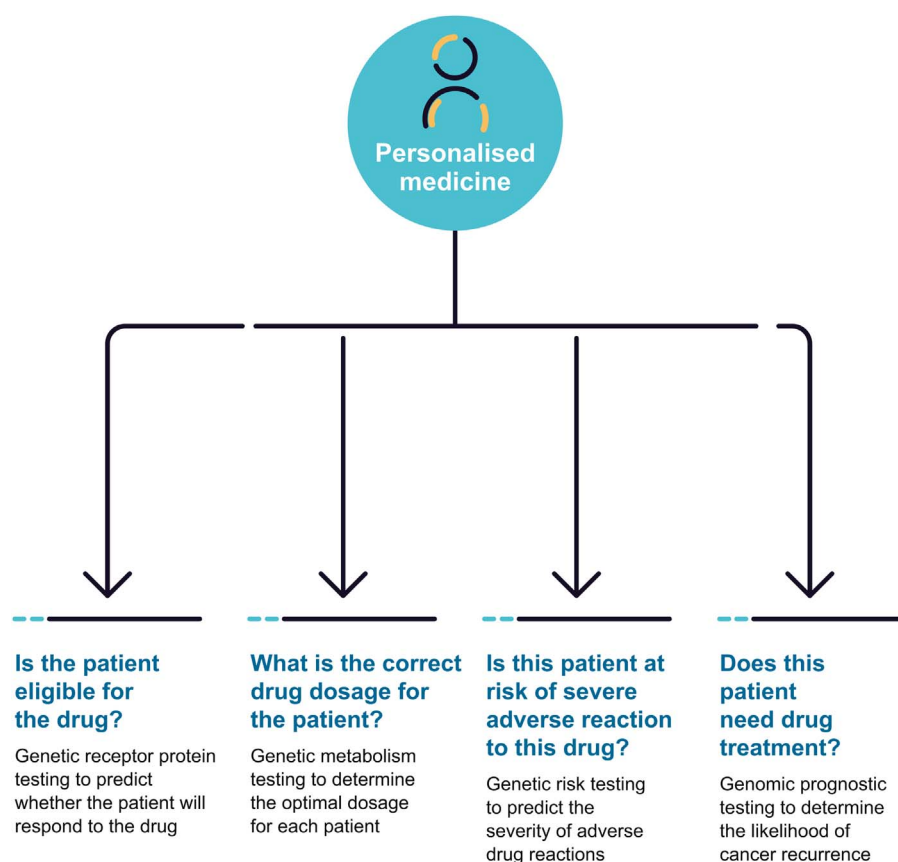 Personalised
medicine
Is the patient
eligible for
the drug?
Genetic receptor protein
testing to predict
whether the patient will
respond to the drug
What is the correct
drug dosage for
the patient?
Genetic metabolism
testing to determine
the optimal dosage
for each patient
Is this patient at
risk of severe
adverse reaction
to this drug?
Genetic risk testing
to predict the
severity of adverse
drug reactions
Does this
patient
need drug
treatment?
Genomic prognostic
testing to determine
the likelihood of
cancer recurrence